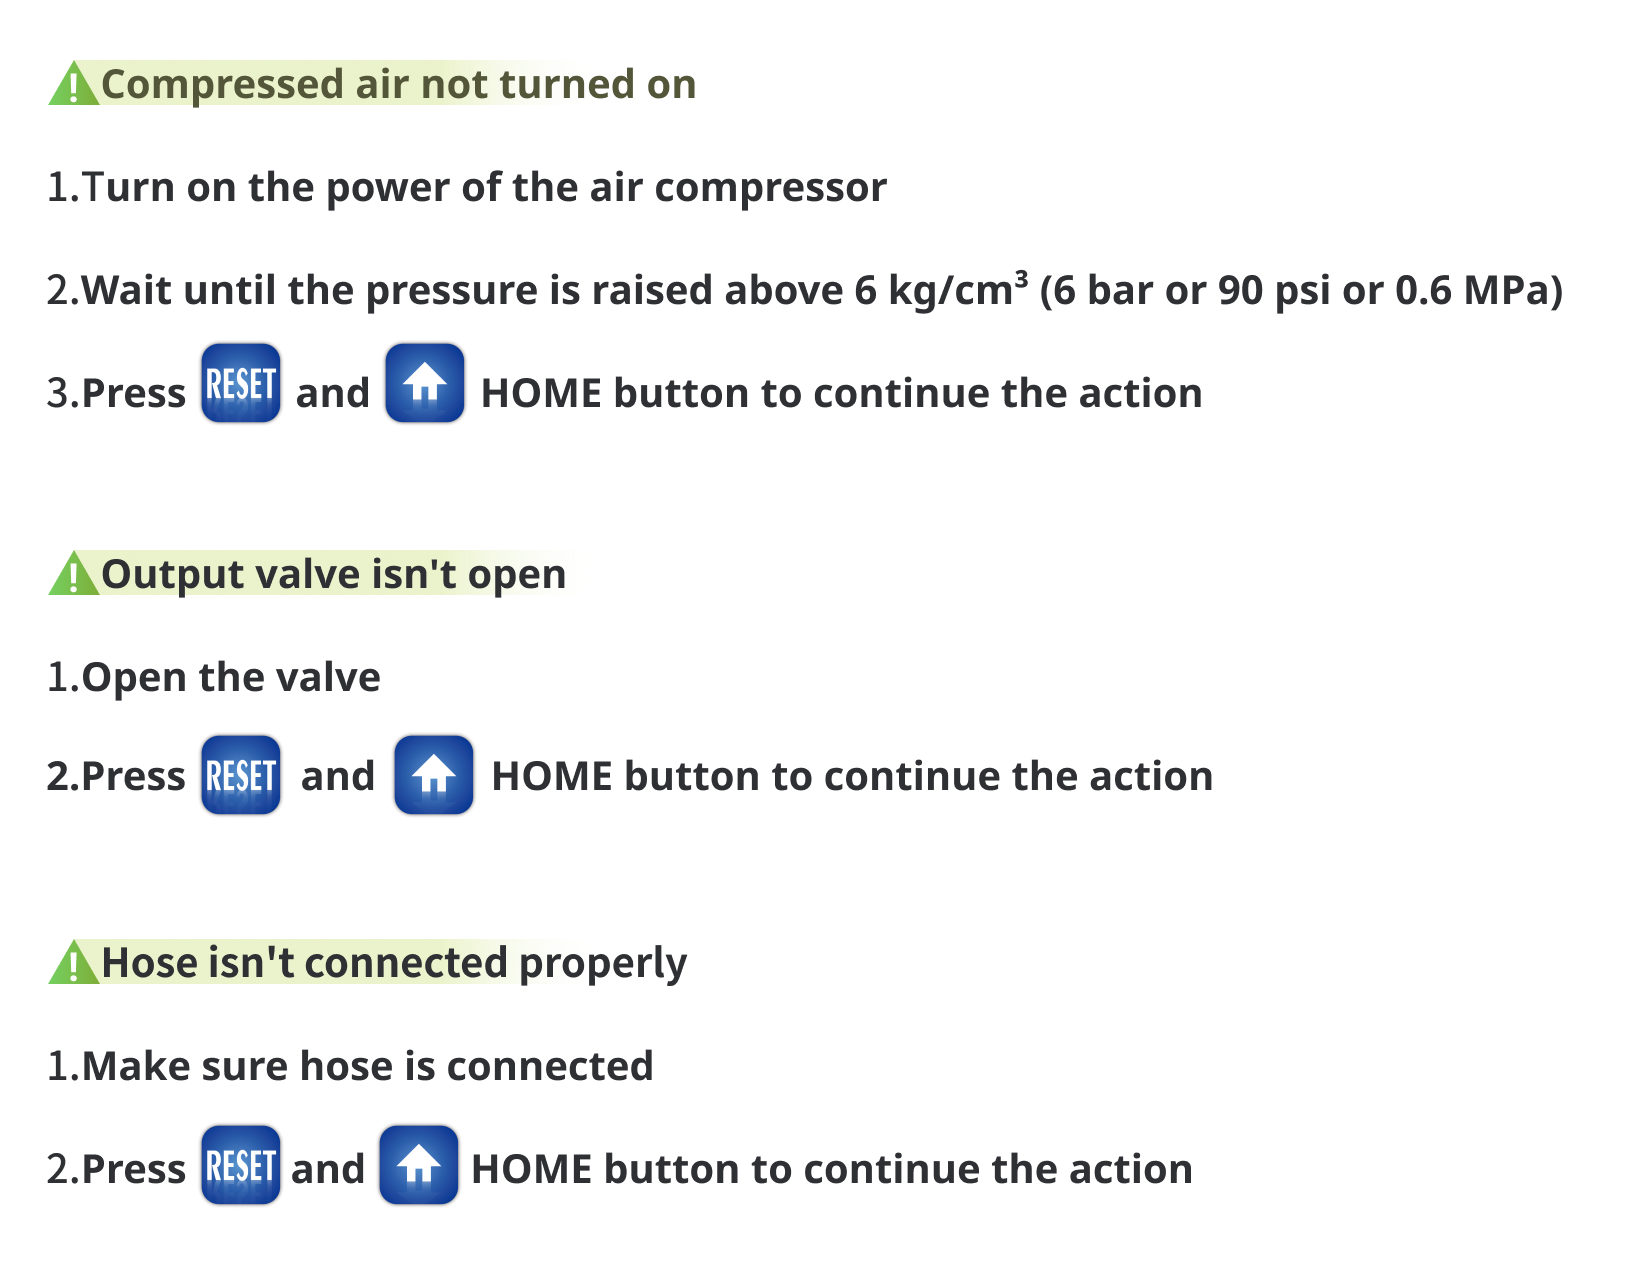 Compressed air not turned on
1.Turn on the power of the air compressor
2.Wait until the pressure is raised above 6 kg/cm³ (6 bar or 90 psi or 0.6 MPa)
3.Press RESET and HOME button to continue the action
Output valve isn't open
1.Open the valve
2.Press RESET and HOME button to continue the action
Hose isn't connected properly
1.Make sure hose is connected
2.Press RESET and HOME button to continue the action